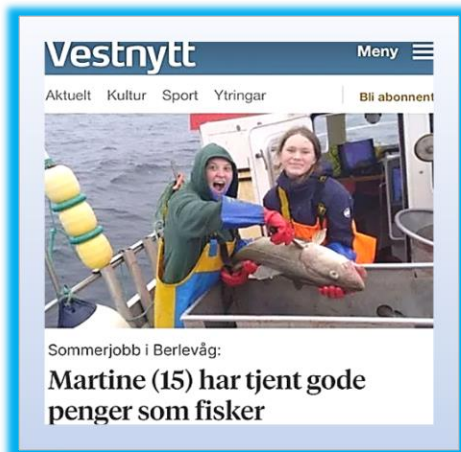 Vestnytt
Meny
Aktuelt Kultur Sport Ytringar
Bli abonnent
Sommerjobb i Berlevåg:
Martine (15) har tjent gode
penger som fisker